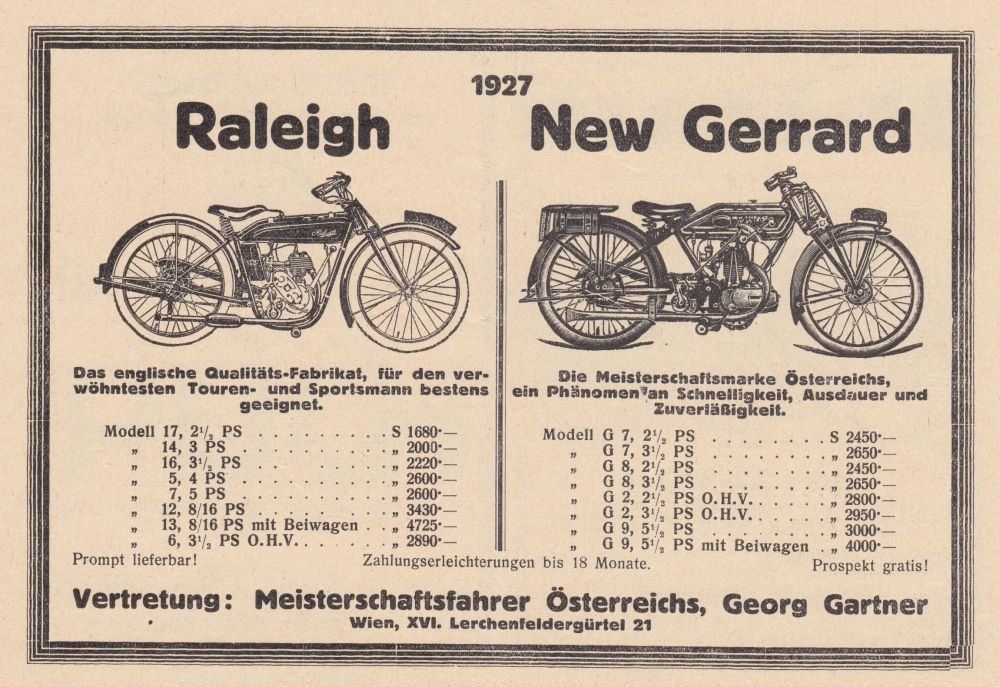 1927
Raleigh
Raleigh
Das englische Qualitäts-Fabrikat, für den ver-
wöhntesten Touren- und Sportsmann bestens
geeignet.
Modell 17, 2½ PS . . . . . . . . . . S 1680·—
„ 14, 3 PS . . . . . . . . . . „ 2000·—
„ 16, 3½ PS . . . . . . . . . . „ 2220·—
„ 5, 4 PS . . . . . . . . . . „ 2600·—
„ 7, 5 PS . . . . . . . . . . „ 2600·—
„ 12, 8/16 PS . . . . . . . . . „ 3430·—
„ 13, 8/16 PS mit Beiwagen . . „ 4725·—
„ 6, 3½ PS O.H.V. . . . . . . „ 2890·—
New Gerrard
Die Meisterschaftsmarke Österreichs,
ein Phänomen an Schnelligkeit, Ausdauer und
Zuverläßigkeit.
Modell G 7, 2½ PS . . . . . . . . . S 2450·—
„ G 7, 3½ PS . . . . . . . . . „ 2650·—
„ G 8, 2½ PS . . . . . . . . . „ 2450·—
„ G 8, 3½ PS . . . . . . . . . „ 2650·—
„ G 2, 2½ PS O.H.V. . . . . . „ 2800·—
„ G 2, 3½ PS O.H.V. . . . . . „ 2950·—
„ G 9, 5½ PS . . . . . . . . . „ 3000·—
„ G 9, 5½ PS mit Beiwagen . „ 4000·—
Prompt lieferbar! Zahlungserleichterungen bis 18 Monate. Prospekt gratis!
Vertretung: Meisterschaftsfahrer Österreichs, Georg Gartner
Wien, XVI. Lerchenfeldergürtel 21